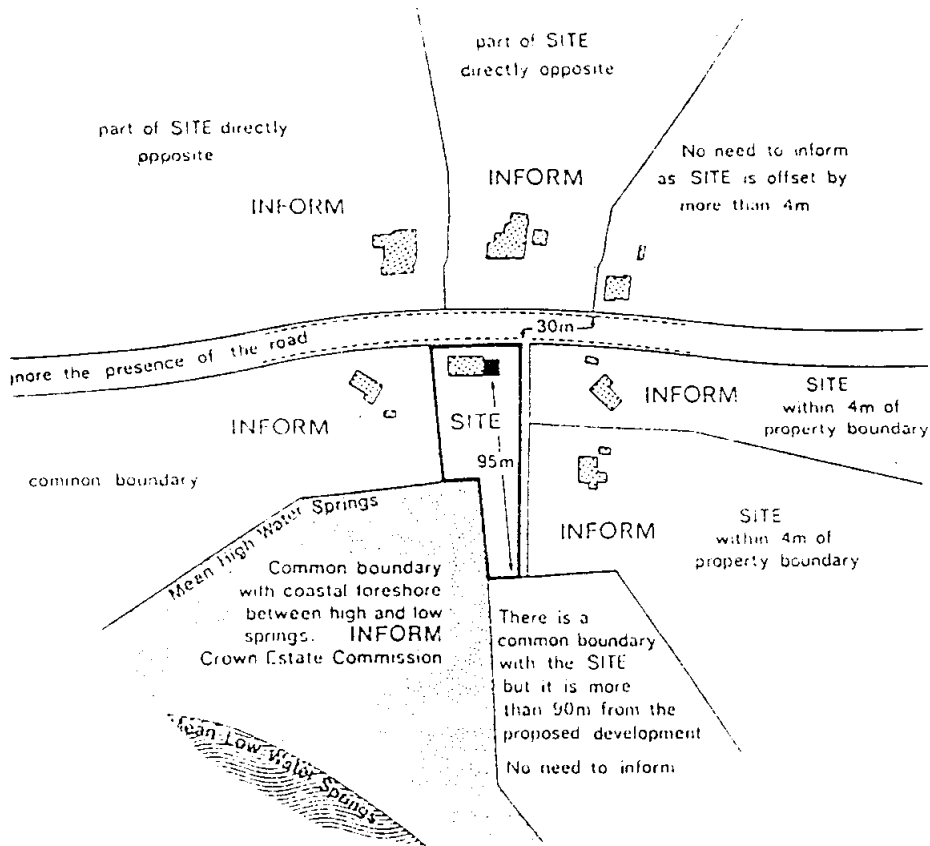 part of SITE
directly opposite
part of SITE directly
opposite
No need to inform
as SITE is offset by
more than 4m
INFORM
INFORM
30m
gnore the presence of the road
INFORM
SITE
within 4m of
property boundary
SITE
INFORM
95m
common boundary
Mean High Water Springs
SITE
within 4m of
property boundary
INFORM
Common boundary
with coastal foreshore
between high and low
springs. INFORM
Crown Estate Commission
There is a
common boundary
with the SITE
but it is more
than 90m from the
proposed development
No need to inform
Mean Low Water Springs